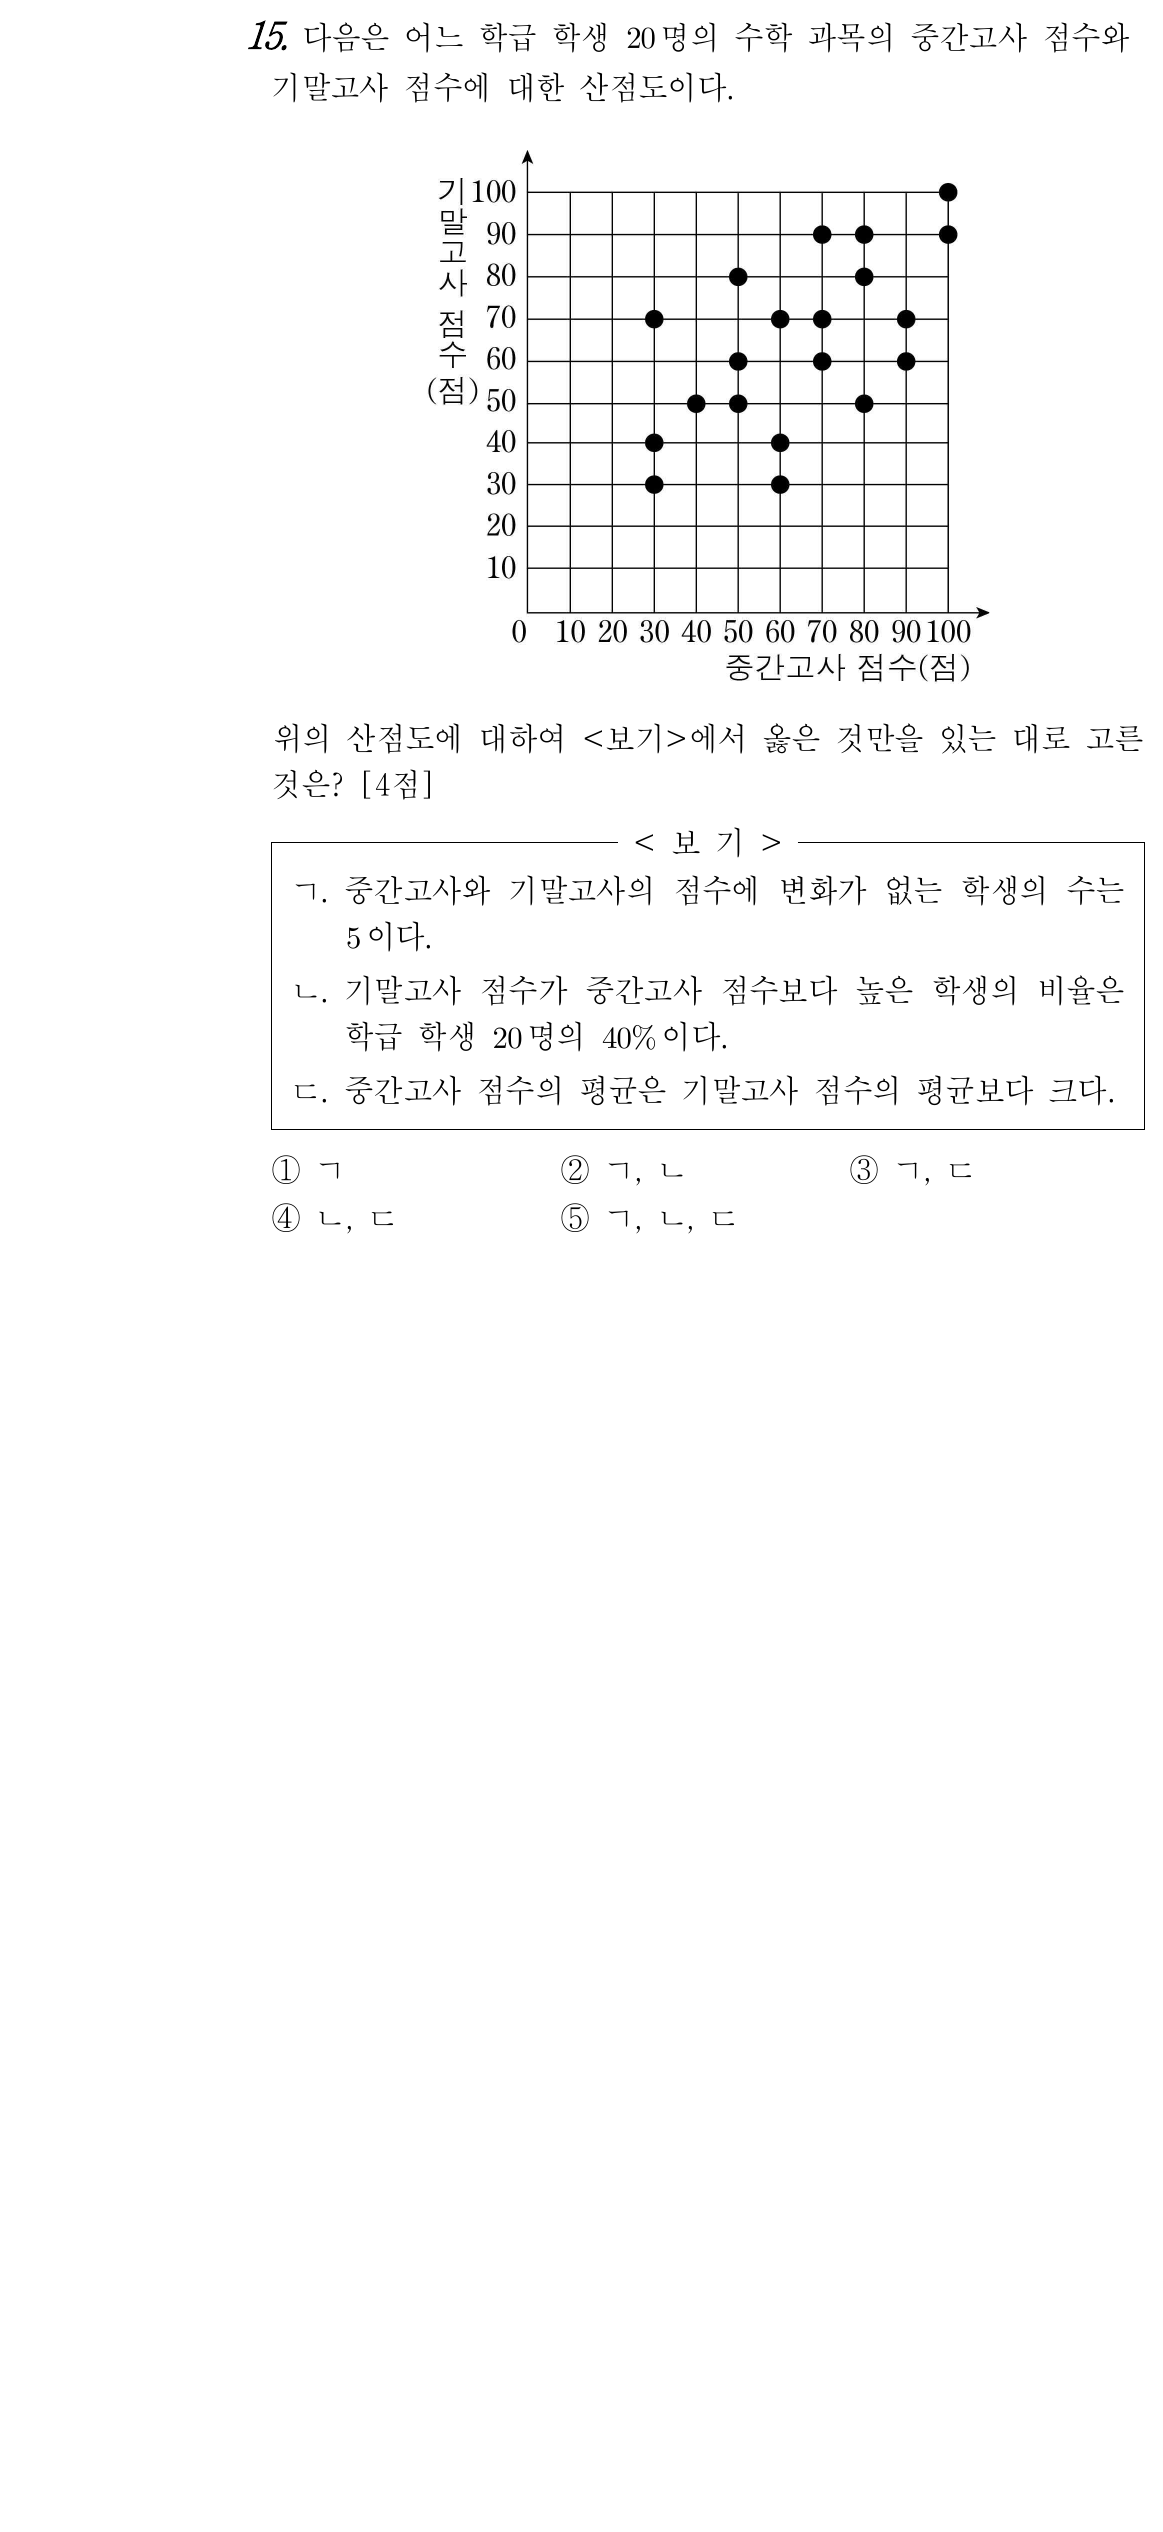 15. 다음은 어느 학급 학생 20명의 수학 과목의 중간고사 점수와
기말고사 점수에 대한 산점도이다.
기말고사 점수(점)
100
90
80
70
60
50
40
30
20
10
0 10 20 30 40 50 60 70 80 90 100
중간고사 점수(점)
위의 산점도에 대하여 <보기>에서 옳은 것만을 있는 대로 고른
것은? [4점]
< 보 기 >
ㄱ. 중간고사와 기말고사의 점수에 변화가 없는 학생의 수는
5이다.
ㄴ. 기말고사 점수가 중간고사 점수보다 높은 학생의 비율은
학급 학생 20명의 40%이다.
ㄷ. 중간고사 점수의 평균은 기말고사 점수의 평균보다 크다.
① ㄱ ② ㄱ, ㄴ ③ ㄱ, ㄷ
④ ㄴ, ㄷ ⑤ ㄱ, ㄴ, ㄷ